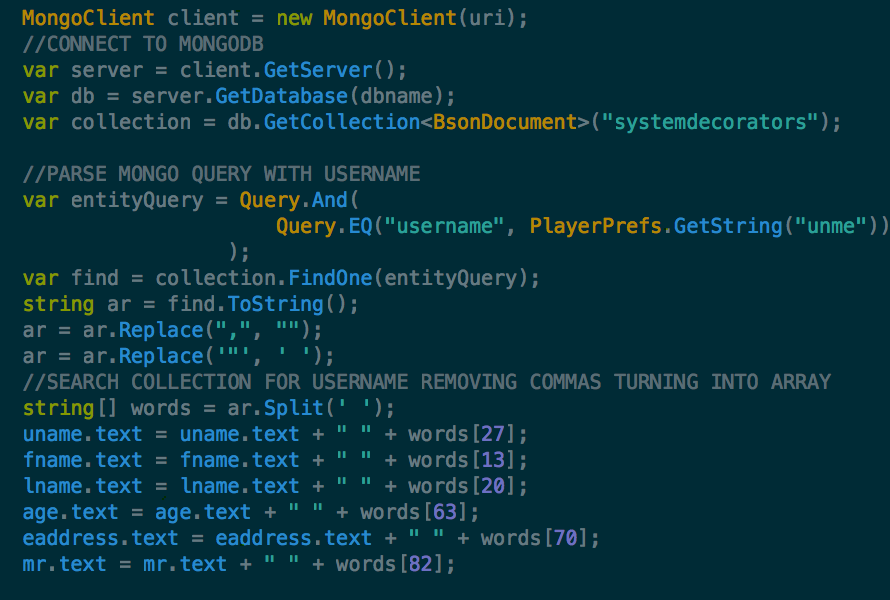 MongoClient client = new MongoClient(uri);
//CONNECT TO MONGODB
var server = client.GetServer();
var db = server.GetDatabase(dbname);
var collection = db.GetCollection<BsonDocument>("systemdecorators");
//PARSE MONGO QUERY WITH USERNAME
var entityQuery = Query.And(
Query.EQ("username", PlayerPrefs.GetString("unme"))
);
var find = collection.FindOne(entityQuery);
string ar = find.ToString();
ar = ar.Replace(",", "");
ar = ar.Replace('"', ' ');
//SEARCH COLLECTION FOR USERNAME REMOVING COMMAS TURNING INTO ARRAY
string[] words = ar.Split(' ');
uname.text = uname.text + " " + words[27];
fname.text = fname.text + " " + words[13];
lname.text = lname.text + " " + words[20];
age.text = age.text + " " + words[63];
eaddress.text = eaddress.text + " " + words[70];
mr.text = mr.text + " " + words[82];